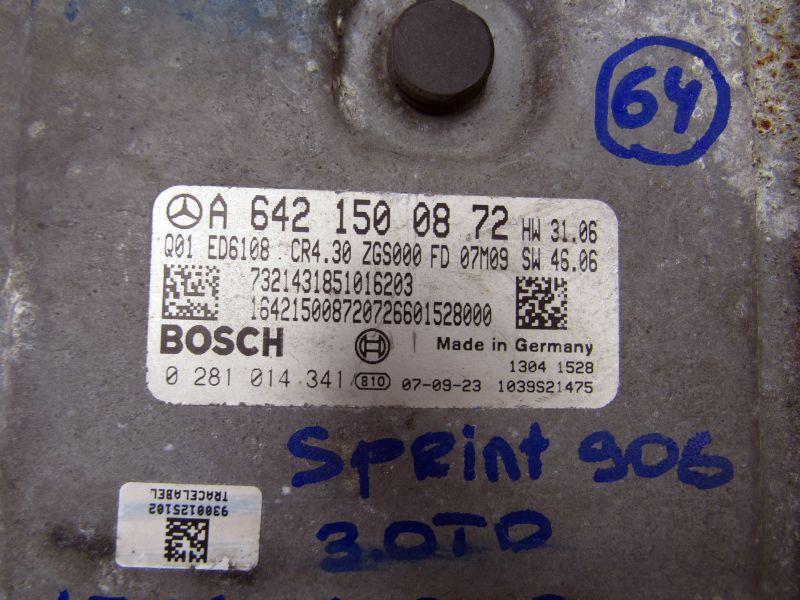 64
A 642 150 08 72 HW 31.06
Q01 ED6108 CR4.30 ZGS000 FD 07M09 SW 46.06
7321431851016203
164215008720726601528000
BOSCH Made in Germany
1304 1528
0 281 014 341 810 07-09-23 1039S21475
Sprint 906
3.0TD
9300125102
TRACELABEL